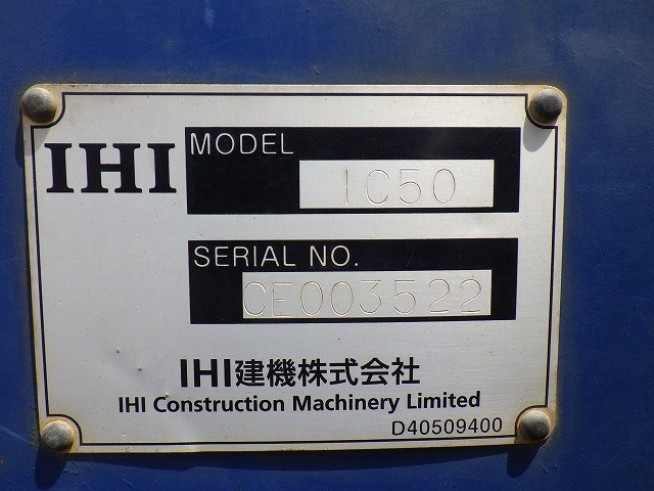 IHI
MODEL
IC50
SERIAL NO.
CE003522
IHI建機株式会社
IHI Construction Machinery Limited
D40509400